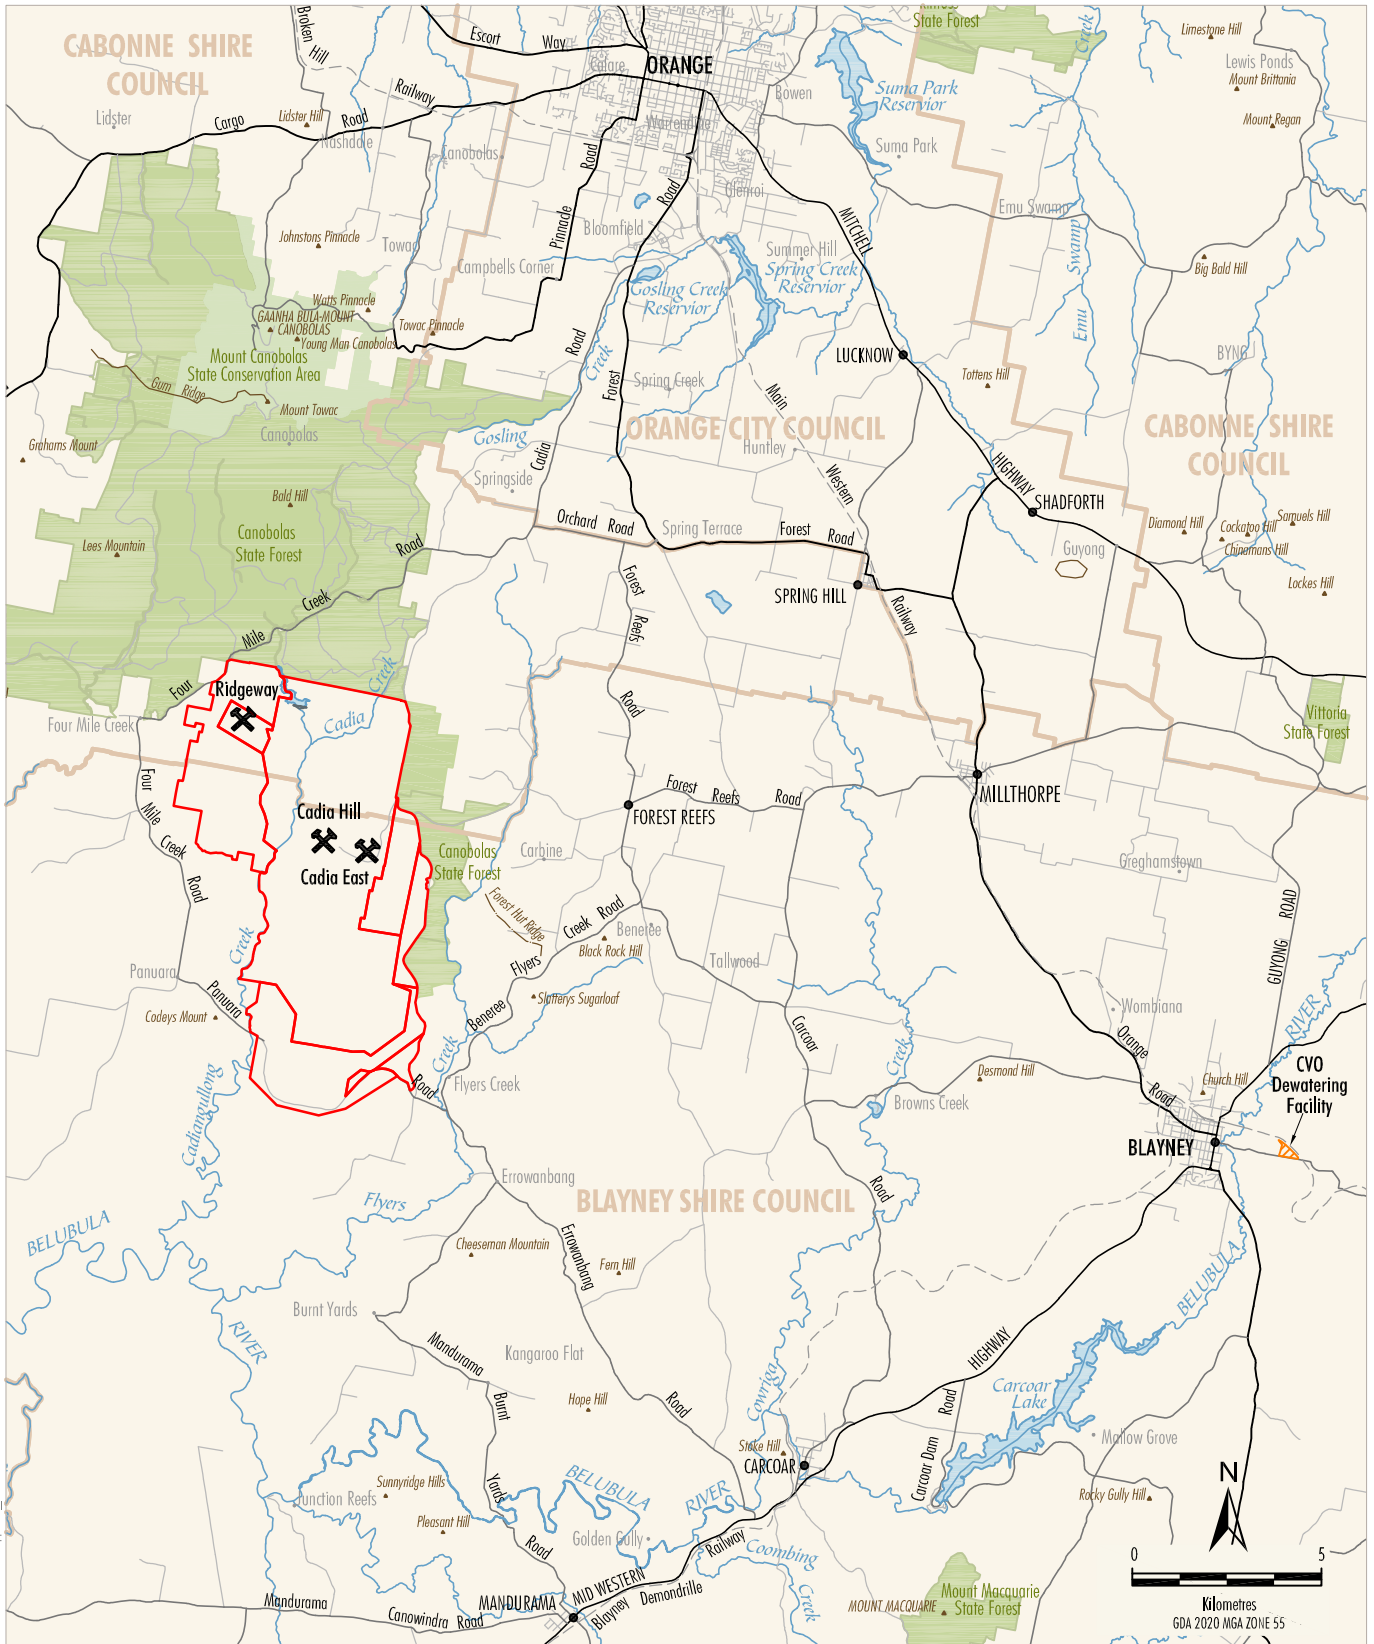 Kinross
State Forest
CABONNE SHIRE
COUNCIL
Broken
Hill
Railway
Escort Way
ORANGE
Calare
Bowen
Suma Park
Reservior
Creek
Limestone Hill
Lewis Ponds
Mount Brittania
Mount Regan
Lidster
Cargo Road
Lidster Hill
Nashdale
Canobolas
Warrendine
Suma Park
Pinnade Road
Road
Glenroi
Bloomfield
MITCHELL
Emu Swamp
Emu Swamp
Johnstons Pinnacle
Towac
Campbells Corner
Summer Hill
Spring Creek
Reservior
Gosling Creek
Reservior
Big Bald Hill
Watts Pinnacle
GAANHA BULA-MOUNT
CANOBOLAS
Young Man Canobolas
Towac Pinnacle
Mount Canobolas
State Conservation Area
Gum Ridge
Mount Towac
Canobolas
Road
Creek
Forest
Spring Creek
Main
LUCKNOW
Tottens Hill
BYNG
ORANGE CITY COUNCIL
CABONNE SHIRE
COUNCIL
Grahams Mount
Gosling
Cadia
Huntley
Springside
Western
HIGHWAY
SHADFORTH
Bald Hill
Canobolas
State Forest
Lees Mountain
Orchard Road
Spring Terrace
Forest Road
Diamond Hill
Cockatoo Hill
Samuels Hill
Chinamans Hill
Guyong
Lockes Hill
SPRING HILL
Railway
Forest
Reefs
Road
Four Mile Creek Road
Ridgeway
Cadia Creek
Four Mile Creek
Vittoria
State Forest
Four
Mile
Creek
Road
Cadia Hill
Cadia East
Forest Reefs Road
FOREST REEFS
MILLTHORPE
Canobolas
State Forest
Carbine
Greghamstown
Forest Hut Ridge
Creek Road
Beneree
Black Rock Hill
Flyers
Tallwood
GUYONG ROAD
Creek
Panuara
Panuara
Codeys Mount
Slatterys Sugarloaf
Beneree
Wombiana
RIVER
Carcoar
Orange
Road
Creek
Desmond Hill
Church Hill
CVO
Dewatering
Facility
Creek
Road
Flyers Creek
Browns Creek
Cadiangullong
BLAYNEY
Errowanbang
Flyers
BLAYNEY SHIRE COUNCIL
Road
BELUBULA
Cheeseman Mountain
Errowanbang
Fern Hill
BELUBULA
Burnt Yards
RIVER
Mandurama
Kangaroo Flat
HIGHWAY
Cowriga
Carcoar
Lake
Burnt
Hope Hill
Road
Carcoar Dam Road
Mallow Grove
Stoke Hill
CARCOAR
N
Sunnyridge Hills
Junction Reefs
Yards
BELUBULA RIVER
Rocky Gully Hill
Pleasant Hill
Golden Gully
Road
Railway
Coombing
Creek
0 5
Kilometres
GDA 2020 MGA ZONE 55
Mandurama
Canowindra Road
MANDURAMA
MID WESTERN
Blayney Demondrille
MOUNT MACQUARIE
Mount Macquarie
State Forest